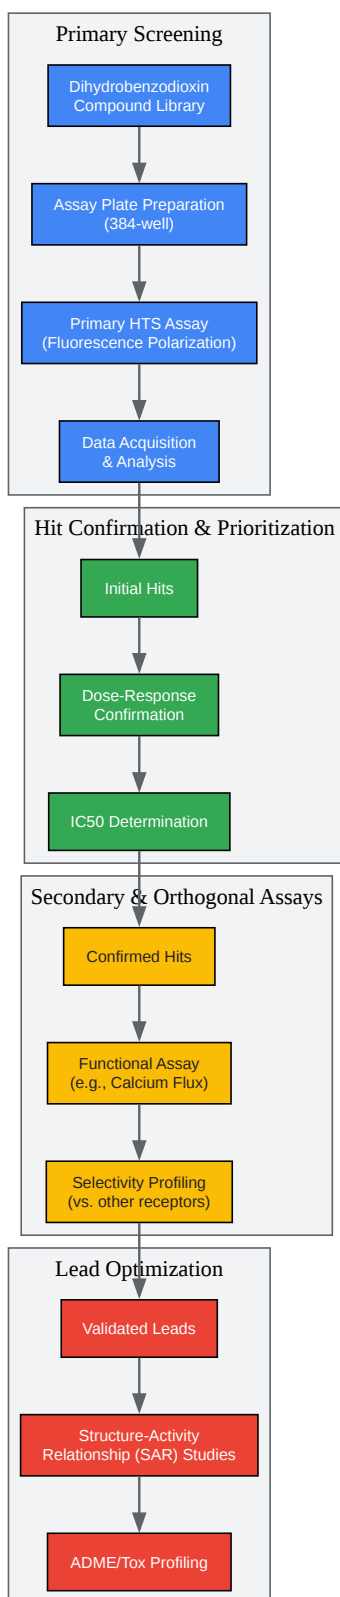 Primary Screening
Dihydrobenzodioxin
Compound Library
Assay Plate Preparation
(384-well)
Primary HTS Assay
(Fluorescence Polarization)
Data Acquisition
& Analysis
Hit Confirmation & Prioritization
Initial Hits
Dose-Response
Confirmation
IC50 Determination
Secondary & Orthogonal Assays
Confirmed Hits
Functional Assay
(e.g., Calcium Flux)
Selectivity Profiling
(vs. other receptors)
Lead Optimization
Validated Leads
Structure-Activity
Relationship (SAR) Studies
ADME/Tox Profiling